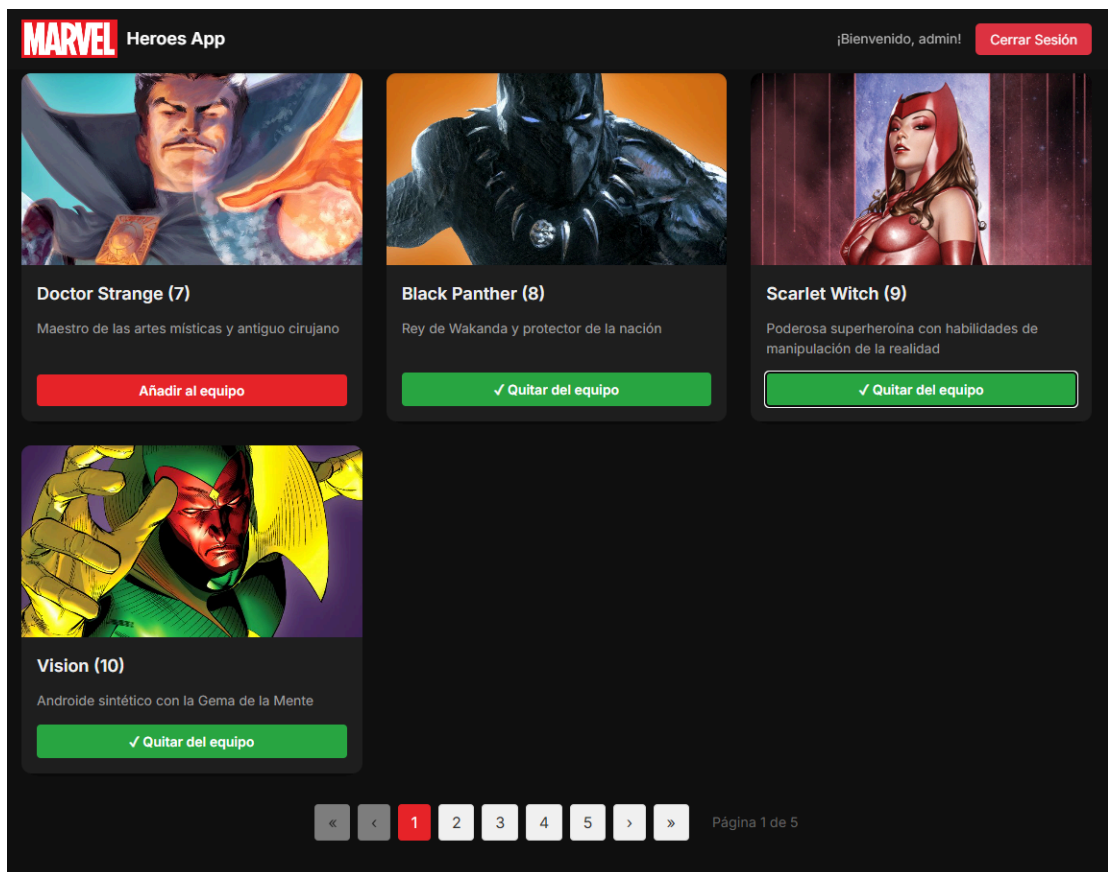 MARVEL Heroes App
¡Bienvenido, admin!
Cerrar Sesión
Doctor Strange (7)
Maestro de las artes místicas y antiguo cirujano
Añadir al equipo
Black Panther (8)
Rey de Wakanda y protector de la nación
✓ Quitar del equipo
Scarlet Witch (9)
Poderosa superheroína con habilidades de
manipulación de la realidad
✓ Quitar del equipo
Vision (10)
Androide sintético con la Gema de la Mente
✓ Quitar del equipo
« ‹ 1 2 3 4 5 › » Página 1 de 5